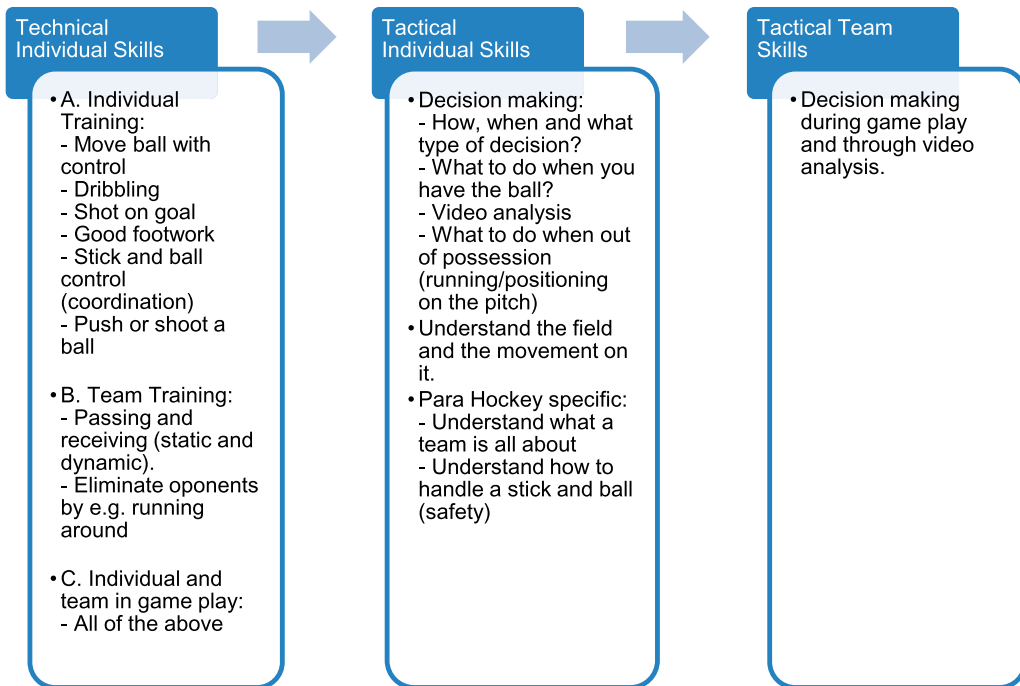 Technical
Individual Skills
• A. Individual
Training:
- Move ball with
control
- Dribbling
- Shot on goal
- Good footwork
- Stick and ball
control
(coordination)
- Push or shoot a
ball
• B. Team Training:
- Passing and
receiving (static and
dynamic).
- Eliminate oponents
by e.g. running
around
• C. Individual and
team in game play:
- All of the above
Tactical
Individual Skills
• Decision making:
- How, when and what
type of decision?
- What to do when you
have the ball?
- Video analysis
- What to do when out
of possession
(running/positioning
on the pitch)
• Understand the field
and the movement on
it.
• Para Hockey specific:
- Understand what a
team is all about
- Understand how to
handle a stick and ball
(safety)
Tactical Team
Skills
• Decision making
during game play
and through video
analysis.